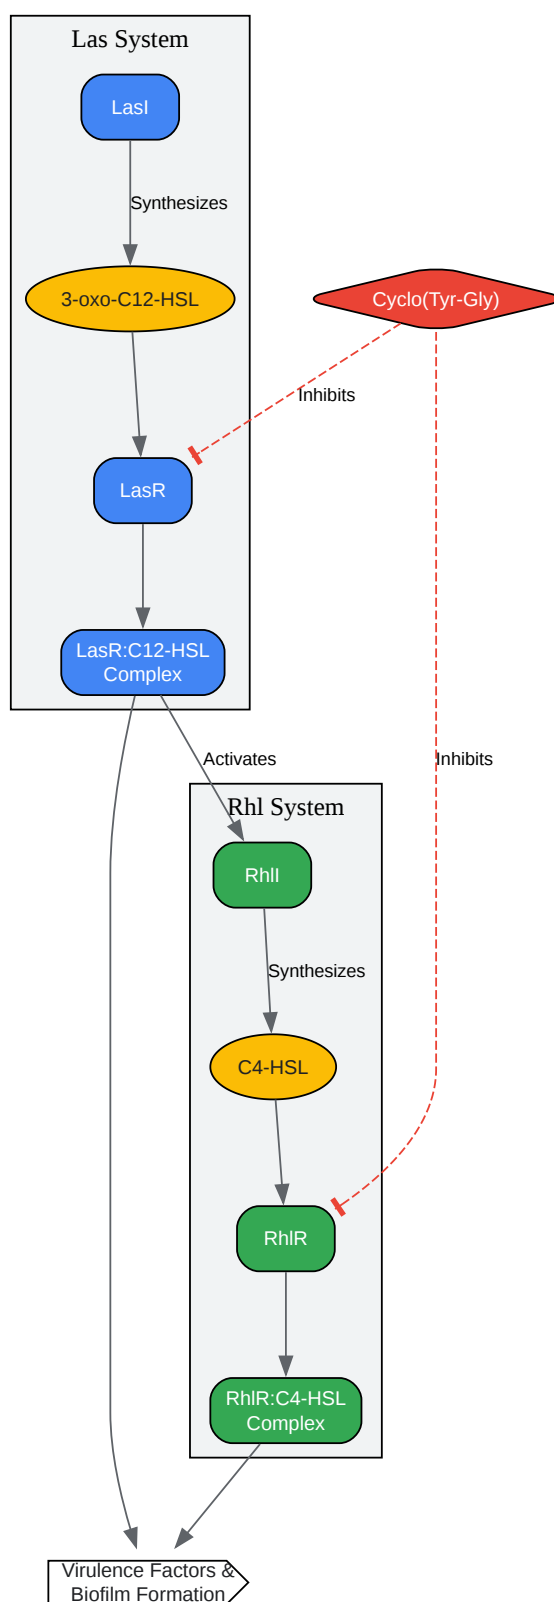 Las System
LasI
Synthesizes
3-oxo-C12-HSL
Cyclo(Tyr-Gly)
Inhibits
LasR
LasR:C12-HSL
Complex
Activates
Inhibits
Rhl System
RhlI
Synthesizes
C4-HSL
RhlR
RhlR:C4-HSL
Complex
Virulence Factors &
Biofilm Formation